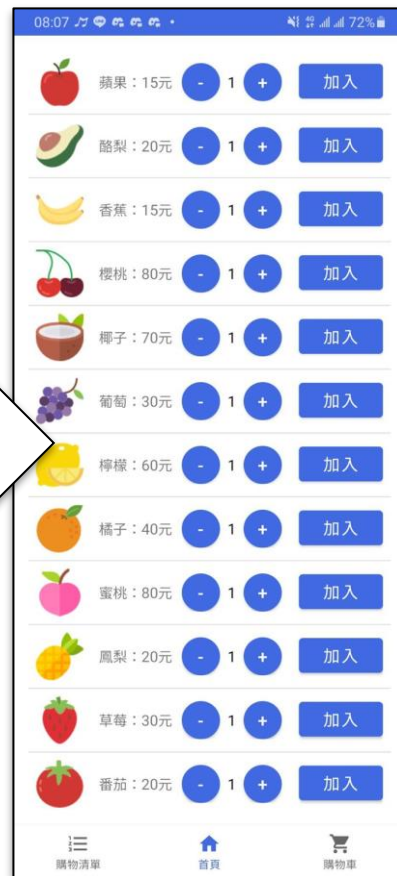 08:07 72%
蘋果：15元 - 1 + 加入
酪梨：20元 - 1 + 加入
香蕉：15元 - 1 + 加入
櫻桃：80元 - 1 + 加入
椰子：70元 - 1 + 加入
葡萄：30元 - 1 + 加入
檸檬：60元 - 1 + 加入
橘子：40元 - 1 + 加入
蜜桃：80元 - 1 + 加入
鳳梨：20元 - 1 + 加入
草莓：30元 - 1 + 加入
番茄：20元 - 1 + 加入
購物清單 首頁 購物車